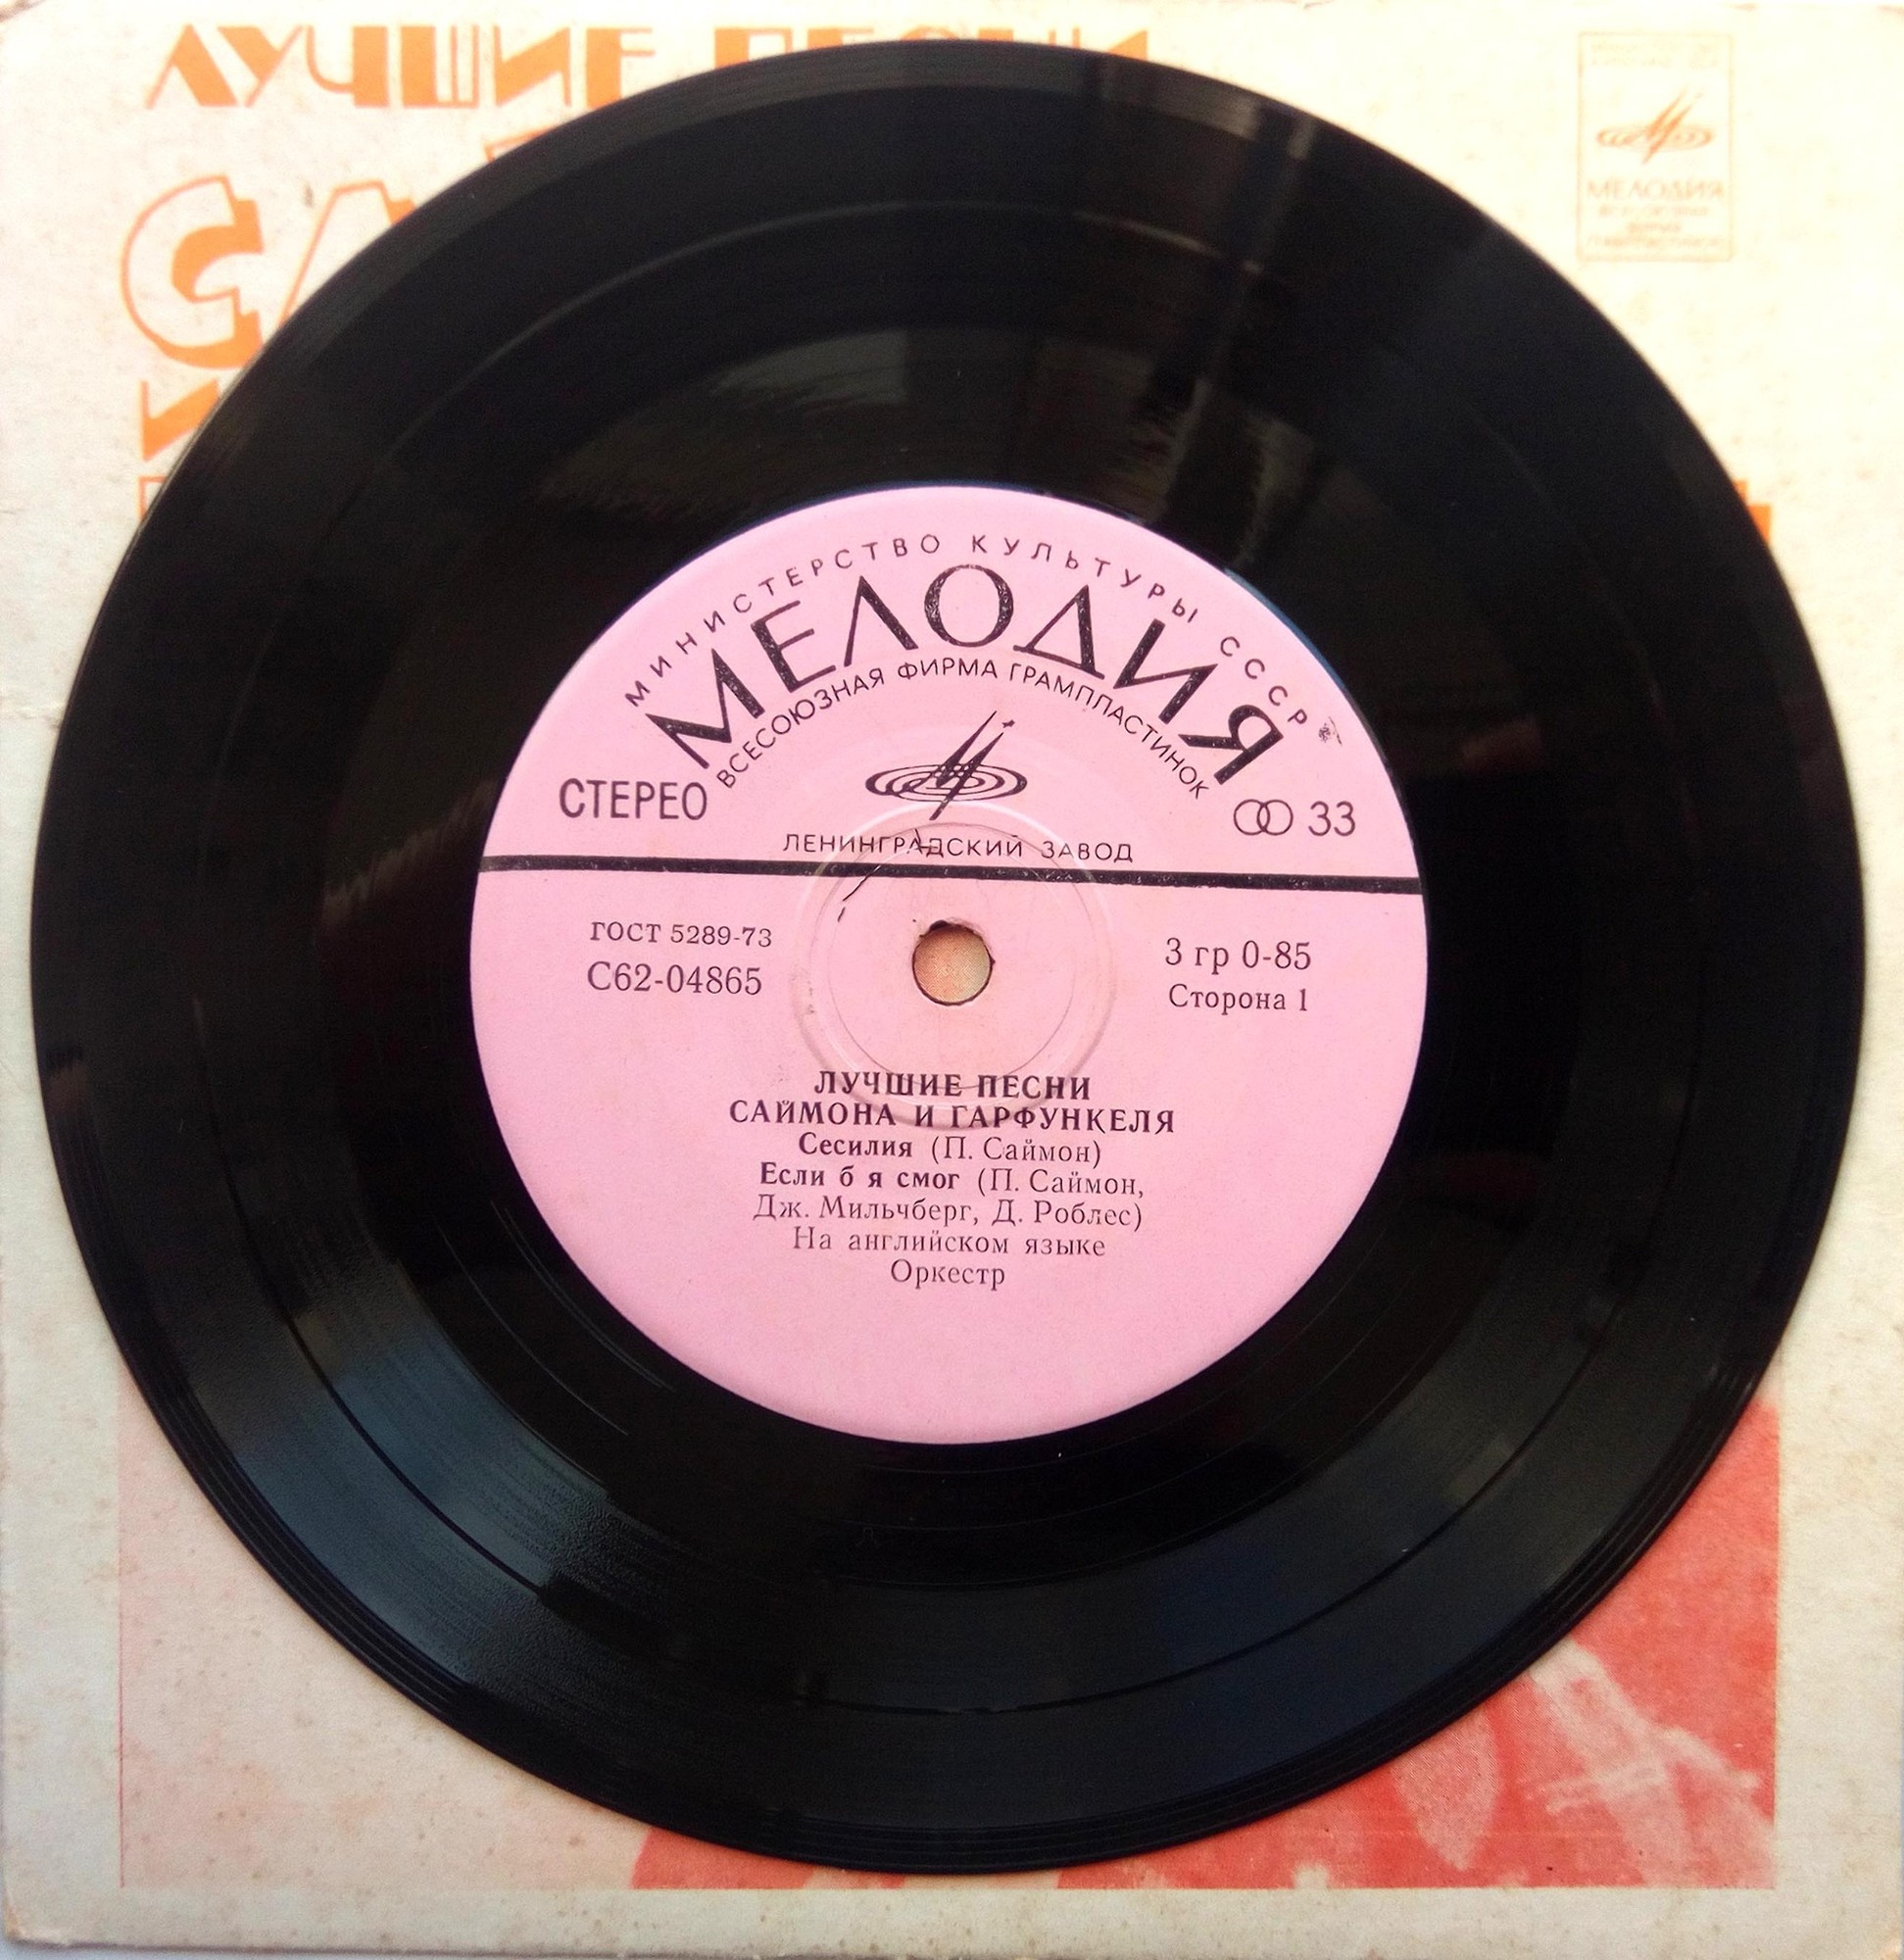 ЛУЧШИЕ ПЕСНИ
МЕЛОДИЯ
МИНИСТЕРСТВО КУЛЬТУРЫ СССР
МЕЛОДИЯ
ВСЕСОЮЗНАЯ ФИРМА ГРАМПЛАСТИНОК
СТЕРЕО
33
ЛЕНИНГРАДСКИЙ ЗАВОД
ГОСТ 5289-73
3 гр 0-85
С62-04865
Сторона 1
ЛУЧШИЕ ПЕСНИ
САЙМОНА И ГАРФУНКЕЛЯ
Сесилия (П. Саймон)
Если б я смог (П. Саймон,
Дж. Мильчберг, Д. Роблес)
На английском языке
Оркестр